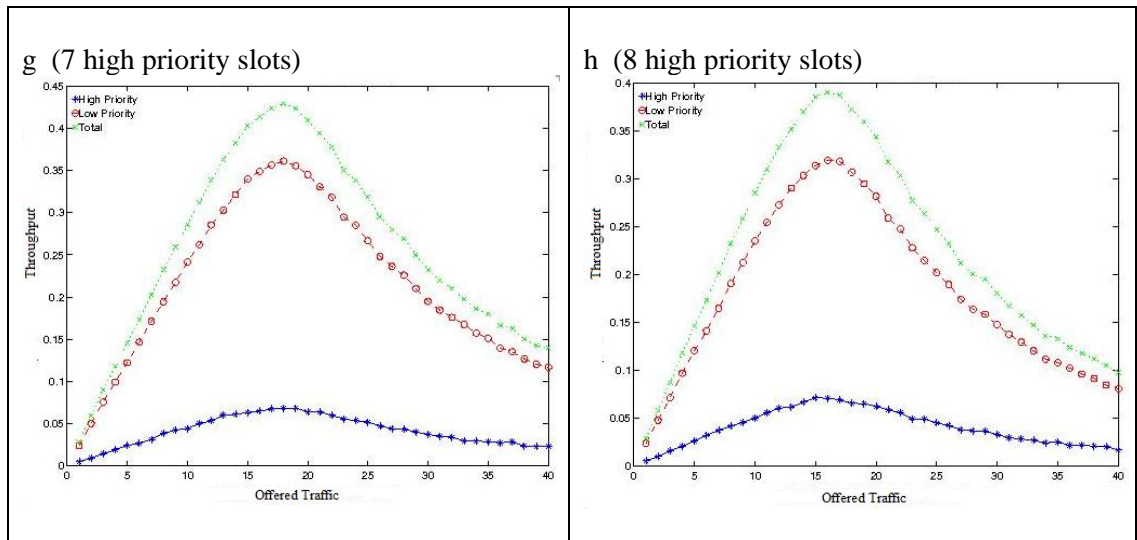 g (7 high priority slots)
0.45
0.4
0.35
0.3
0.25
0.2
0.15
0.1
0.05
0
High Priority
Low Priority
Total
Throughput
0 5 10 15 20 25 30 35 40
Offered Traffic
h (8 high priority slots)
0.4
0.35
0.3
0.25
0.2
0.15
0.1
0.05
0
High Priority
Low Priority
Total
Throughput
0 5 10 15 20 25 30 35 40
Offered Traffic